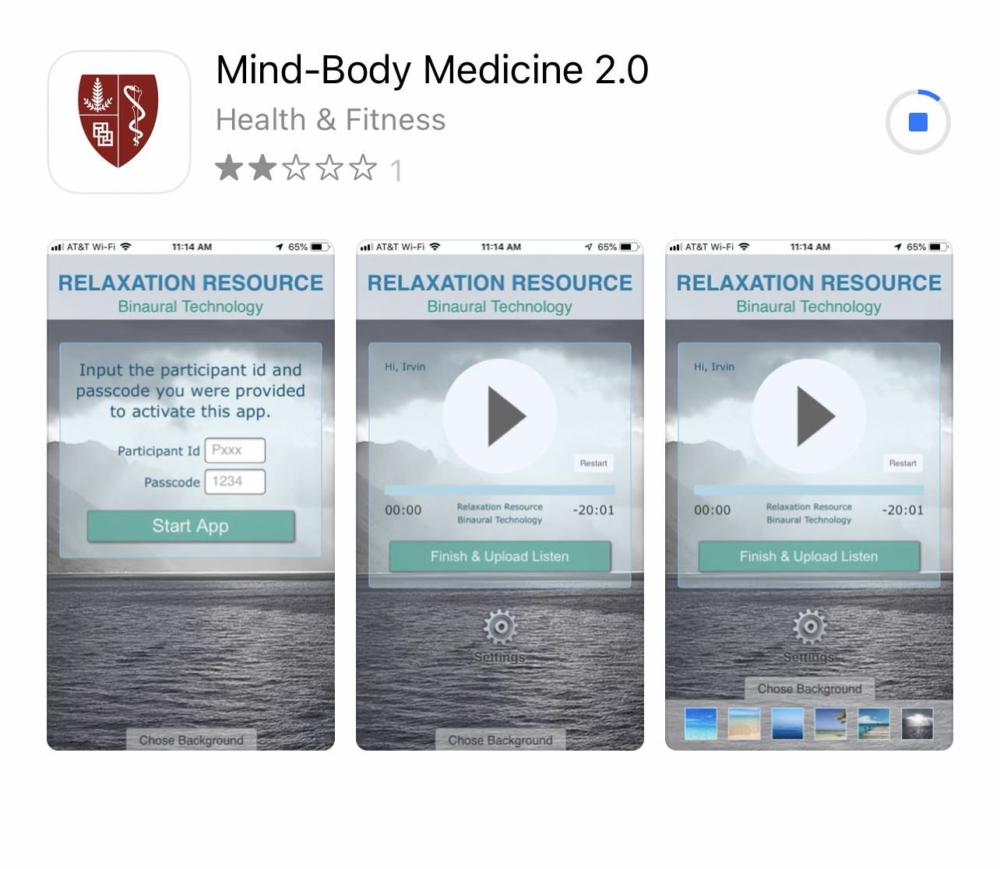 Mind-Body Medicine 2.0
Health & Fitness
1
AT&T Wi-Fi 11:14 AM 65%
RELAXATION RESOURCE
Binaural Technology
Input the participant id and
passcode you were provided
to activate this app.
Participant Id Pxxx
Passcode 1234
Start App
Chose Background
AT&T Wi-Fi 11:14 AM 65%
RELAXATION RESOURCE
Binaural Technology
Hi, Irvin
Restart
00:00 Relaxation Resource -20:01
Binaural Technology
Finish & Upload Listen
Settings
Chose Background
AT&T Wi-Fi 11:14 AM 65%
RELAXATION RESOURCE
Binaural Technology
Hi, Irvin
Restart
00:00 Relaxation Resource -20:01
Binaural Technology
Finish & Upload Listen
Settings
Chose Background